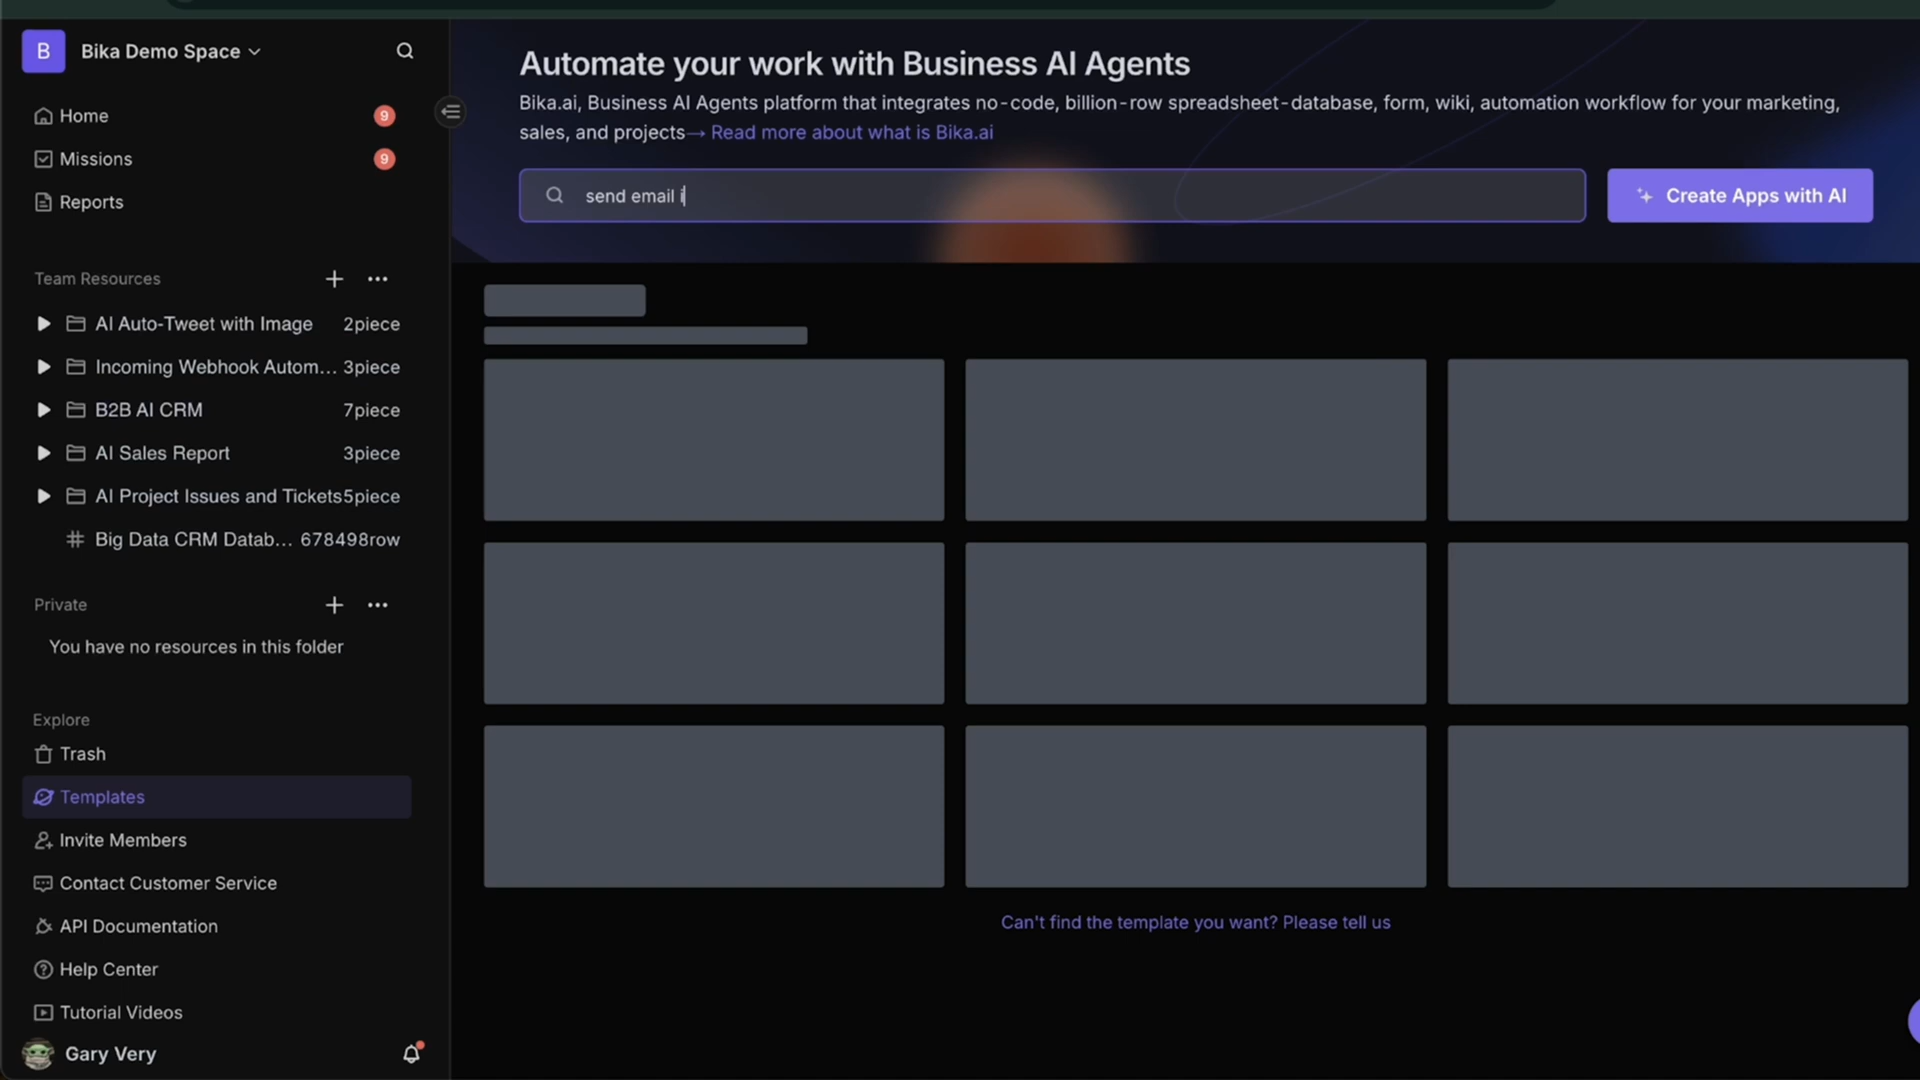 B
Bika Demo Space
Home
9
Missions
9
Reports
Team Resources
AI Auto-Tweet with Image 2piece
Incoming Webhook Autom... 3piece
B2B AI CRM 7piece
AI Sales Report 3piece
AI Project Issues and Tickets5piece
Big Data CRM Datab... 678498row
Private
You have no resources in this folder
Explore
Trash
Templates
Invite Members
Contact Customer Service
API Documentation
Help Center
Tutorial Videos
Gary Very
Automate your work with Business AI Agents
Bika.ai, Business AI Agents platform that integrates no-code, billion-row spreadsheet-database, form, wiki, automation workflow for your marketing,
sales, and projects→ Read more about what is Bika.ai
send email i
Create Apps with AI
Can't find the template you want? Please tell us